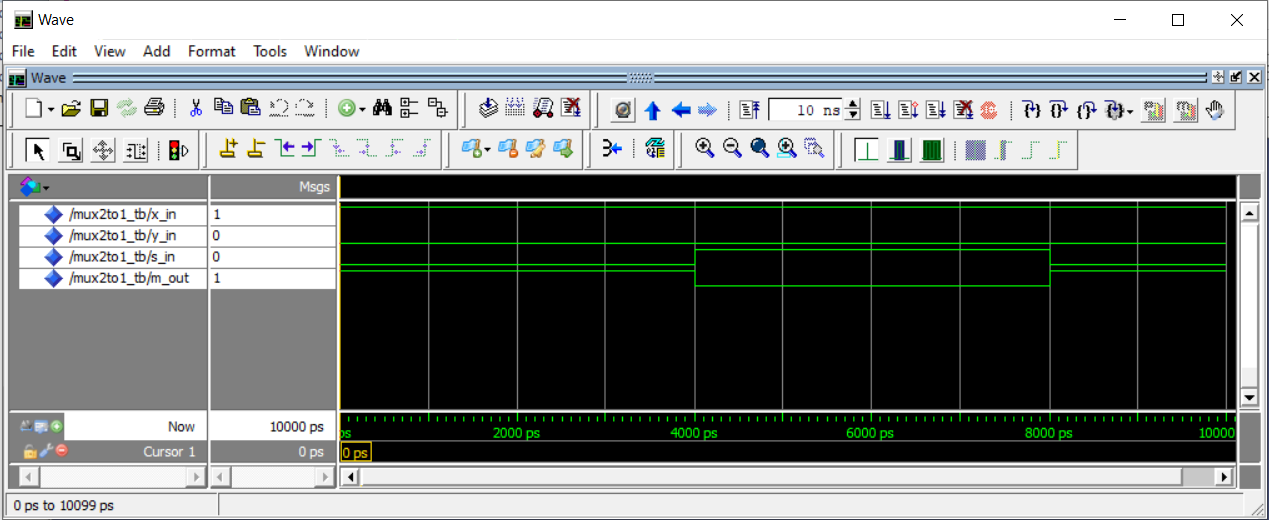 Wave
File Edit View Add Format Tools Window
Wave
10 ns
Msgs
/mux2to1_tb/x_in 1
/mux2to1_tb/y_in 0
/mux2to1_tb/s_in 0
/mux2to1_tb/m_out 1
Now 10000 ps
ps 2000 ps 4000 ps 6000 ps 8000 ps 10000
Cursor 1 0 ps 0 ps
0 ps to 10099 ps